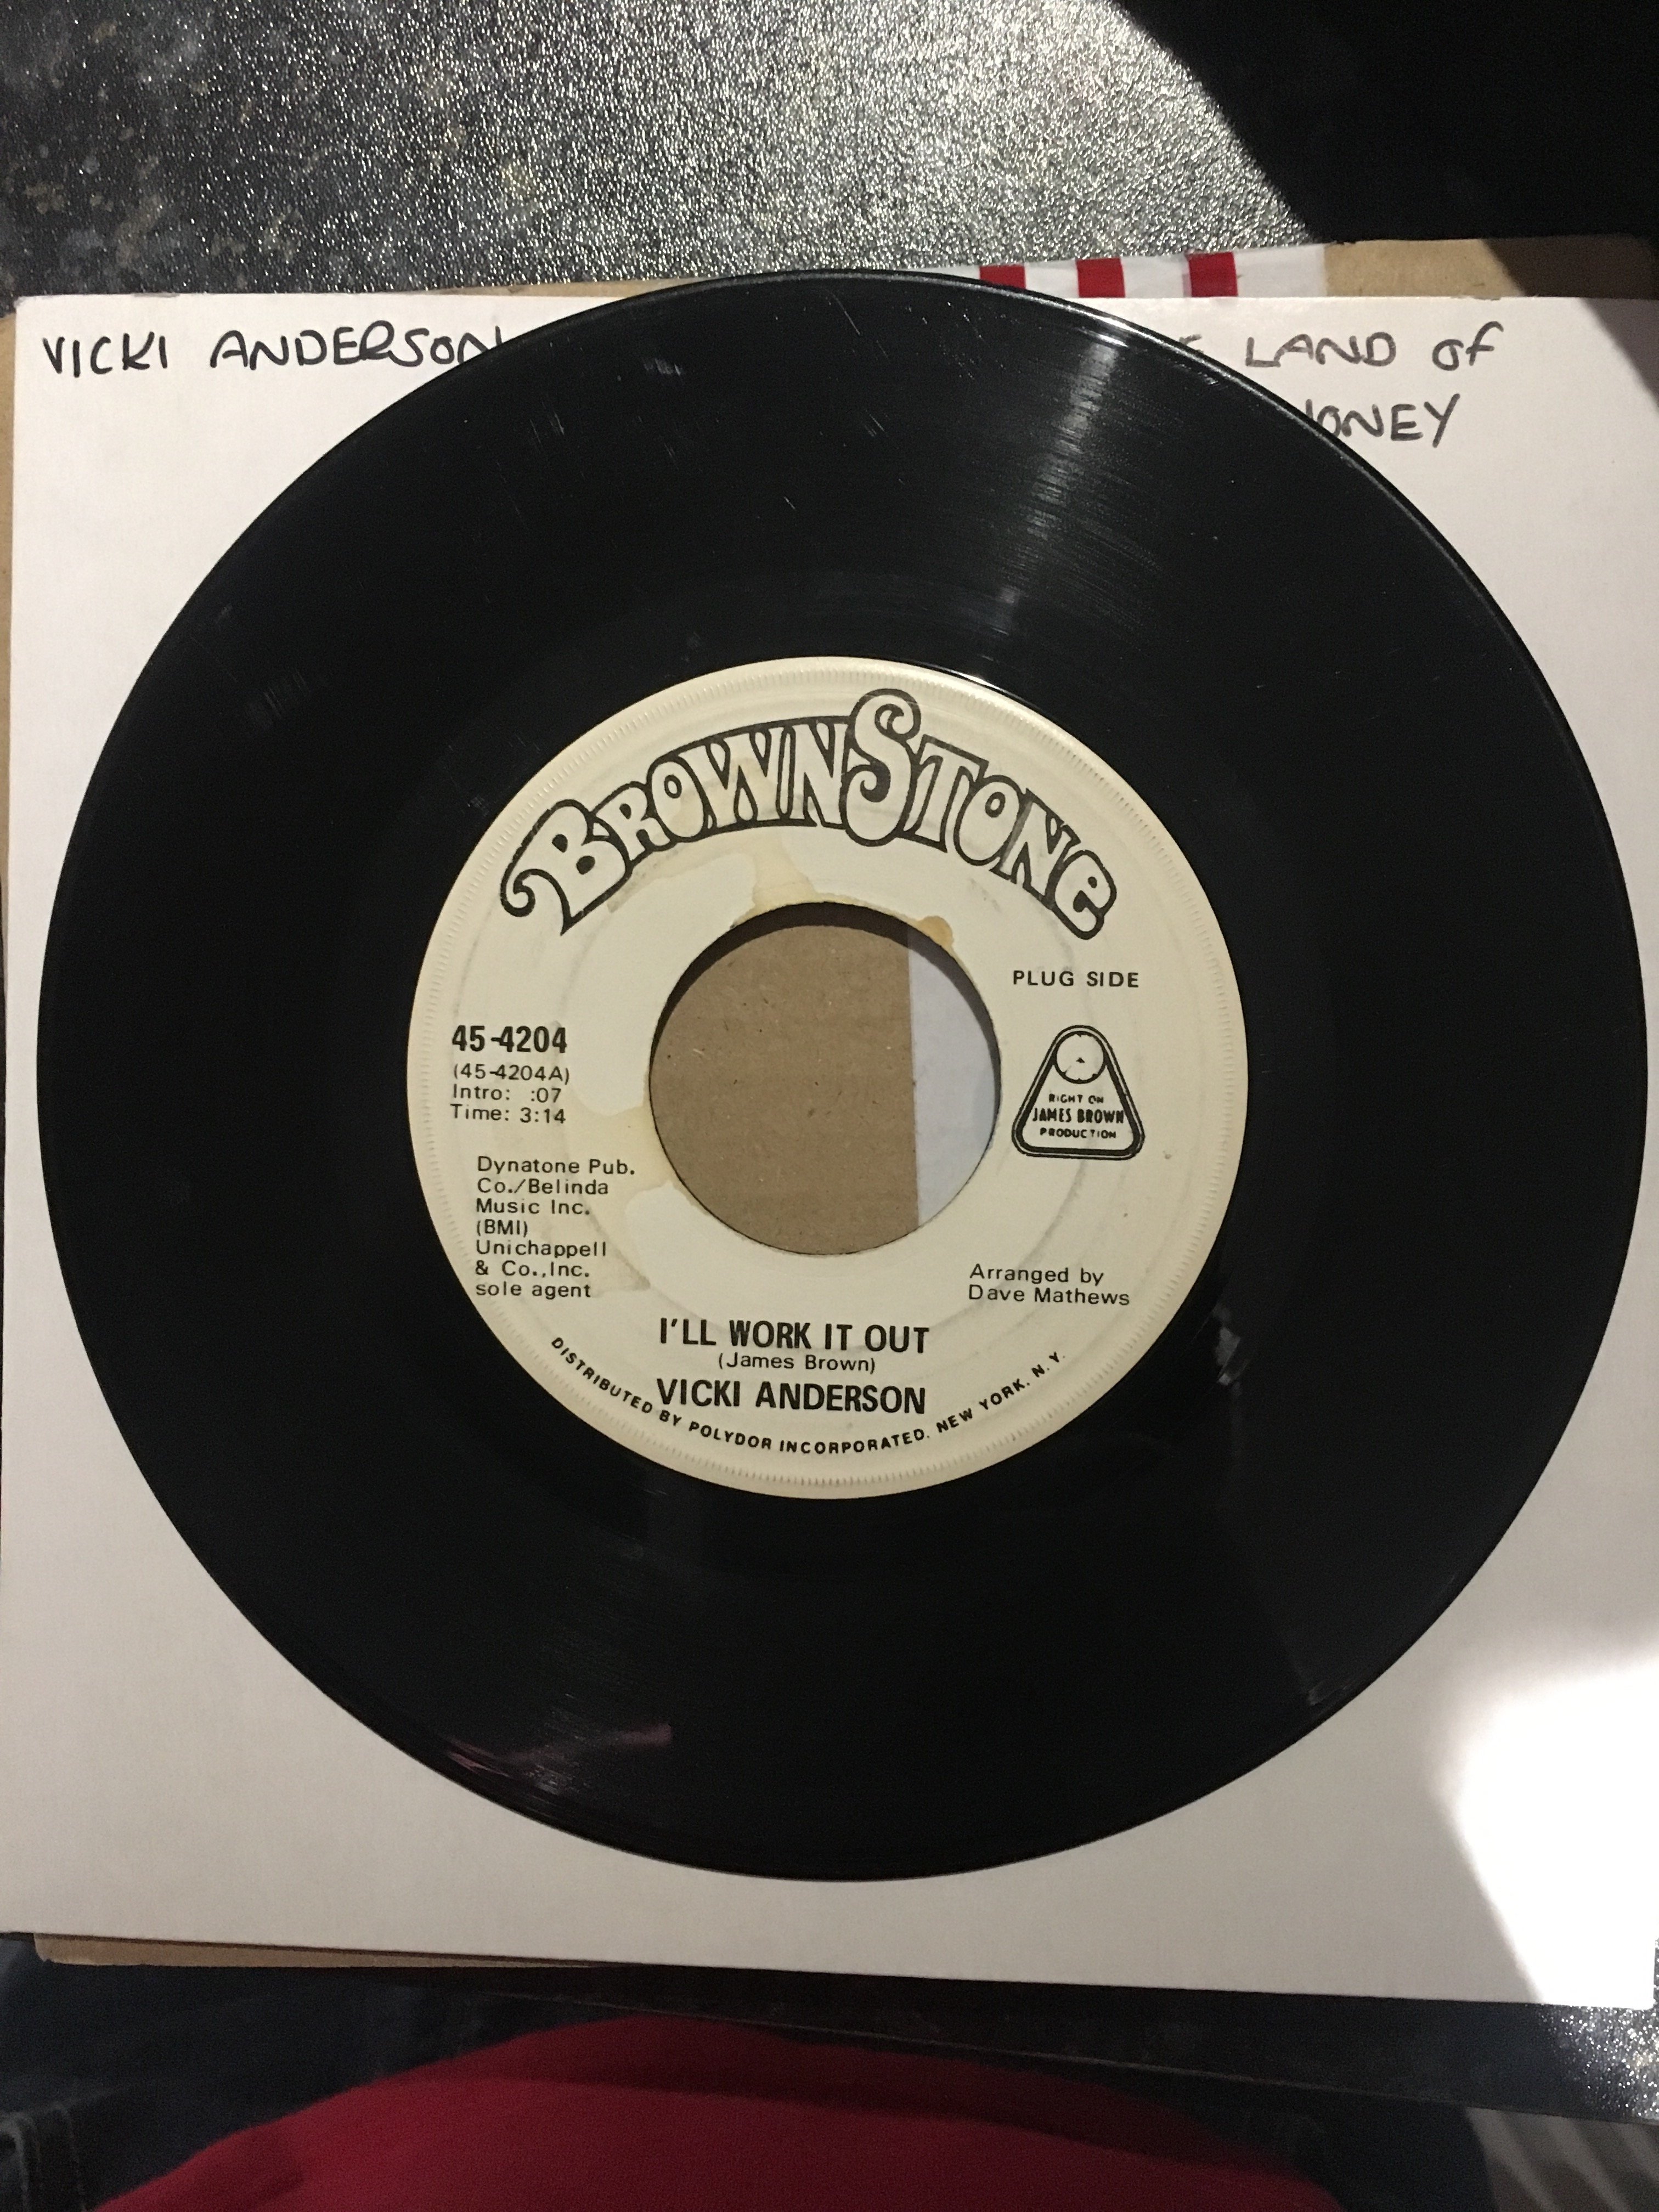 VICKI ANDERSON
LAND of
BROWNSTONE
PLUG SIDE
45-4204
(45-4204A)
Intro: :07
Time: 3:14
RIGHT ON
JAMES BROWN
PRODUCTION
Dynatone Pub.
Co./Belinda
Music Inc.
(BMI)
Unichappell
& Co.,Inc.
sole agent
Arranged by
Dave Mathews
I'LL WORK IT OUT
(James Brown)
VICKI ANDERSON
DISTRIBUTED BY POLYDOR INCORPORATED. NEW YORK. N.Y.